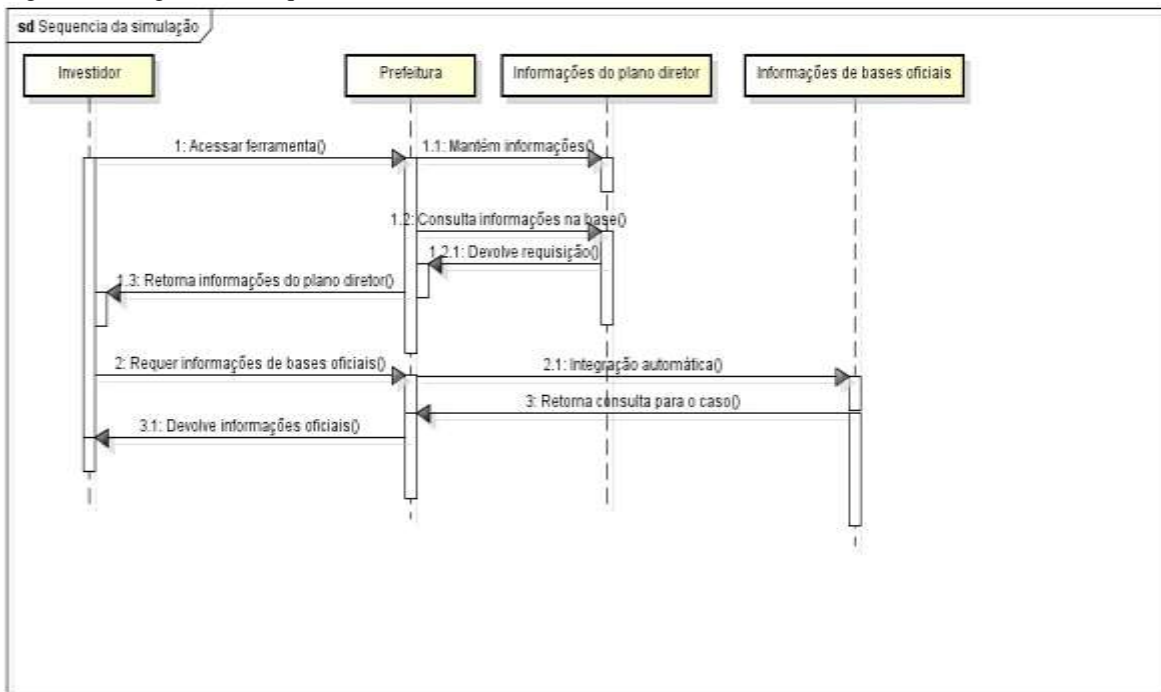 sd Sequencia da simulação
Investidor
Prefeitura
Informações do plano diretor
Informações de bases oficiais
1: Acessar ferramenta()
1.1: Mantém informações()
1.2: Consulta informações na base()
1.2.1: Devolve requisição()
1.3: Retorna informações do plano diretor()
2: Requer informações de bases oficiais()
2.1: Integração automática()
3: Retorna consulta para o caso()
3.1: Devolve informações oficiais()